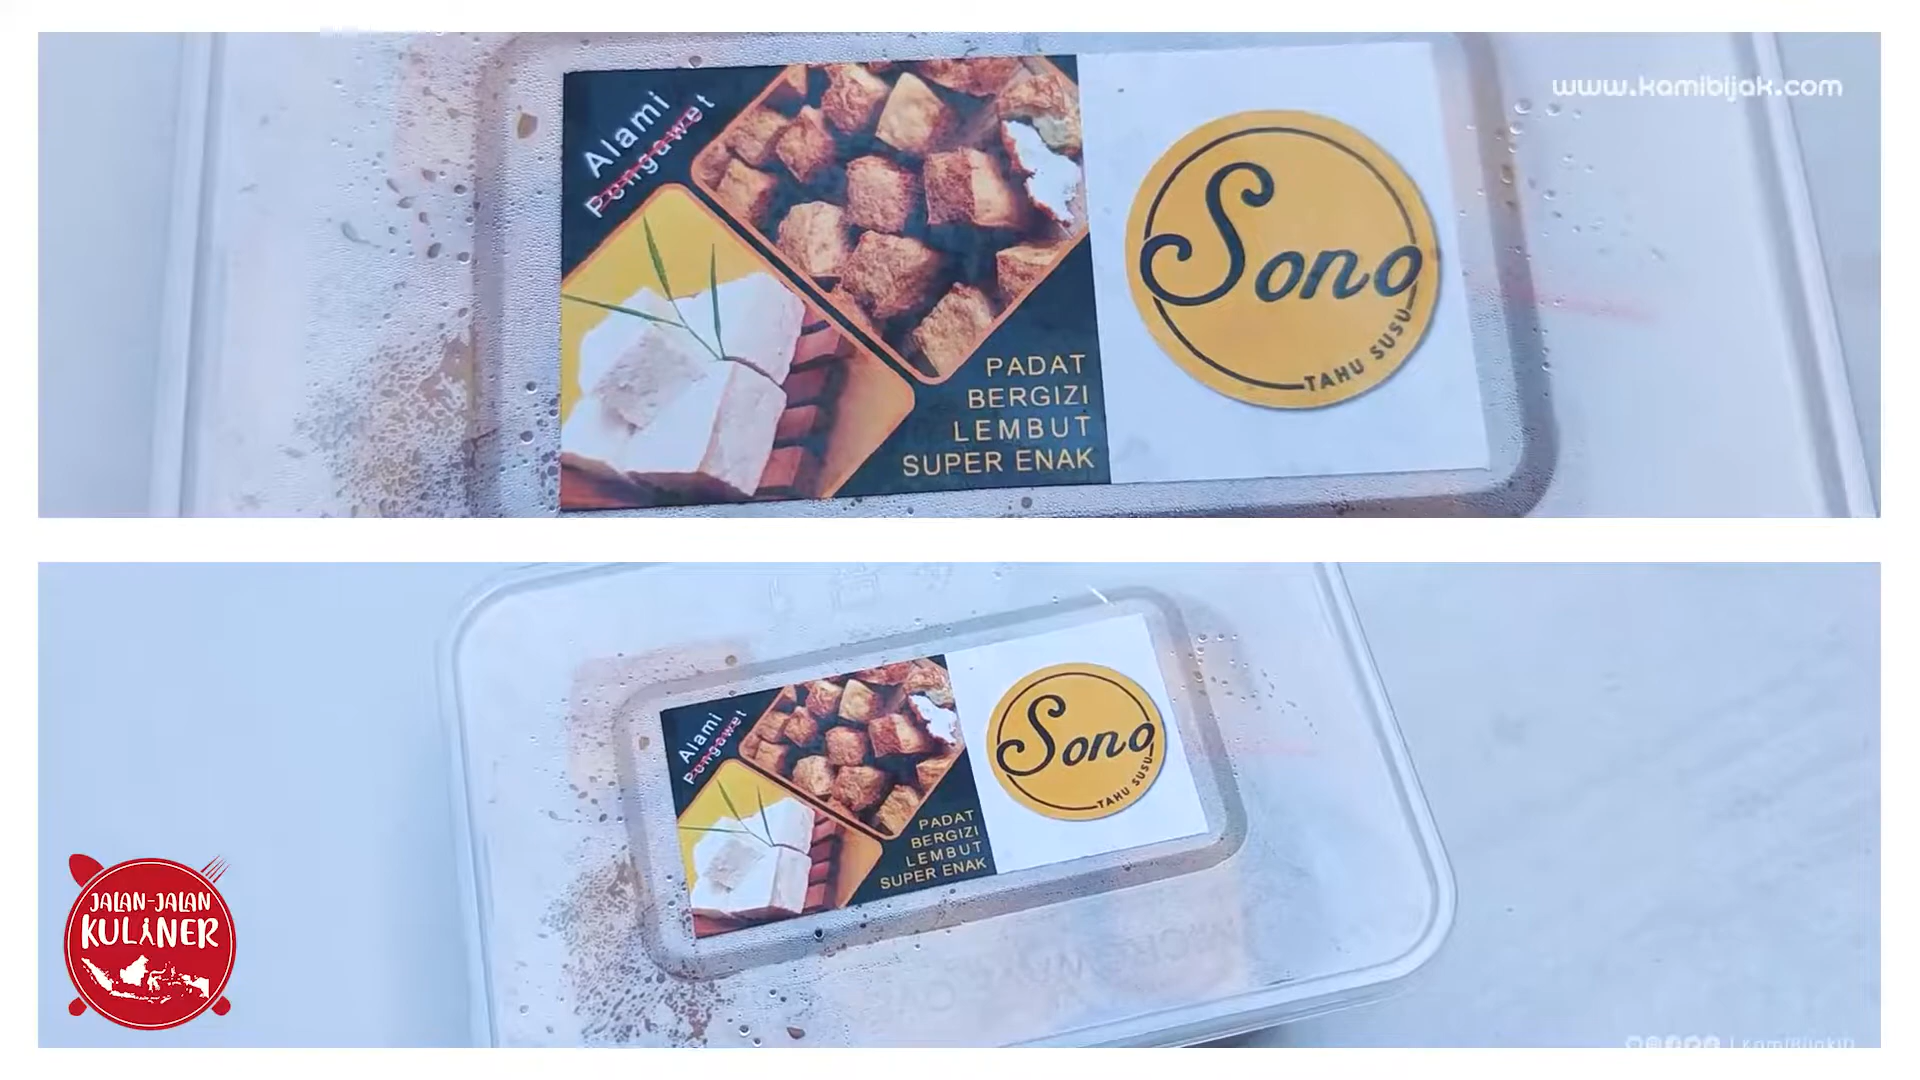 www.kamibijak.com
Alami
Pengawet
PADAT
BERGIZI
LEMBUT
SUPER ENAK
Sono
TAHU SUSU
Alami
Pengawet
PADAT
BERGIZI
LEMBUT
SUPER ENAK
Sono
TAHU SUSU
JALAN-JALAN
KULINER
| KamiBijakID